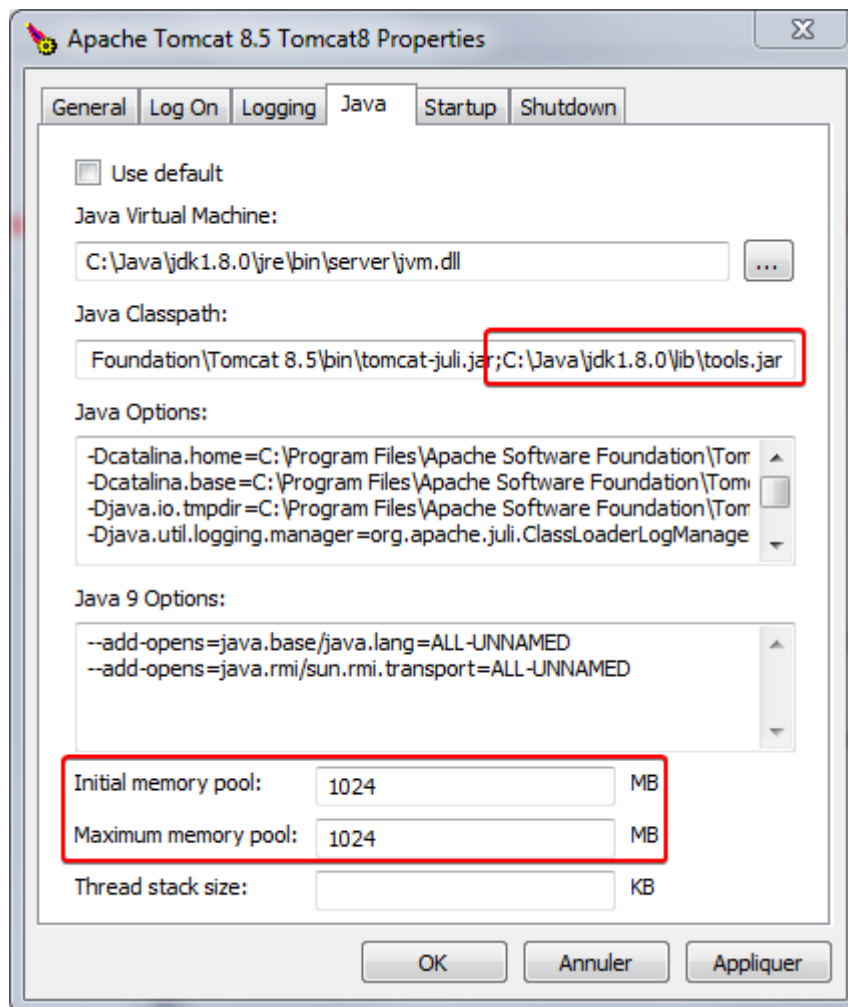 Apache Tomcat 8.5 Tomcat8 Properties
General Log On Logging Java Startup Shutdown
Use default
Java Virtual Machine:
C:\Java\jdk1.8.0\jre\bin\server\jvm.dll ...
Java Classpath:
Foundation\Tomcat 8.5\bin\tomcat-juli.jar;C:\Java\jdk1.8.0\lib\tools.jar
Java Options:
-Dcatalina.home=C:\Program Files\Apache Software Foundation\Tom
-Dcatalina.base=C:\Program Files\Apache Software Foundation\Tom
-Djava.io.tmpdir=C:\Program Files\Apache Software Foundation\Tom
-Djava.util.logging.manager=org.apache.juli.ClassLoaderLogManage
Java 9 Options:
--add-opens=java.base/java.lang=ALL-UNNAMED
--add-opens=java.rmi/sun.rmi.transport=ALL-UNNAMED
Initial memory pool: 1024 MB
Maximum memory pool: 1024 MB
Thread stack size: KB
OK Annuler Appliquer